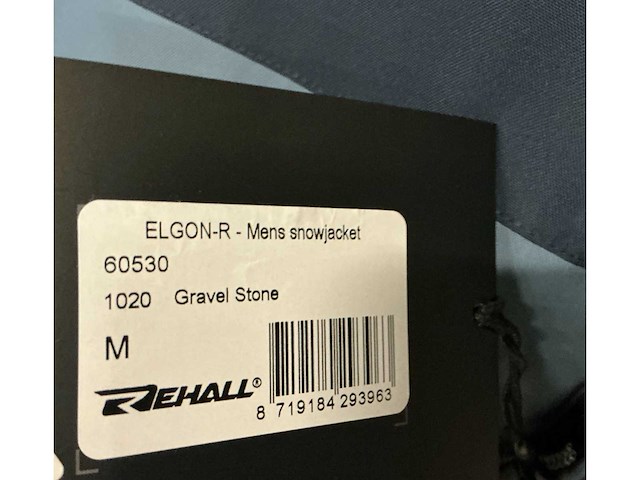 ELGON-R - Mens snowjacket
60530
1020 Gravel Stone
M
REHALL®
8 719184 293963